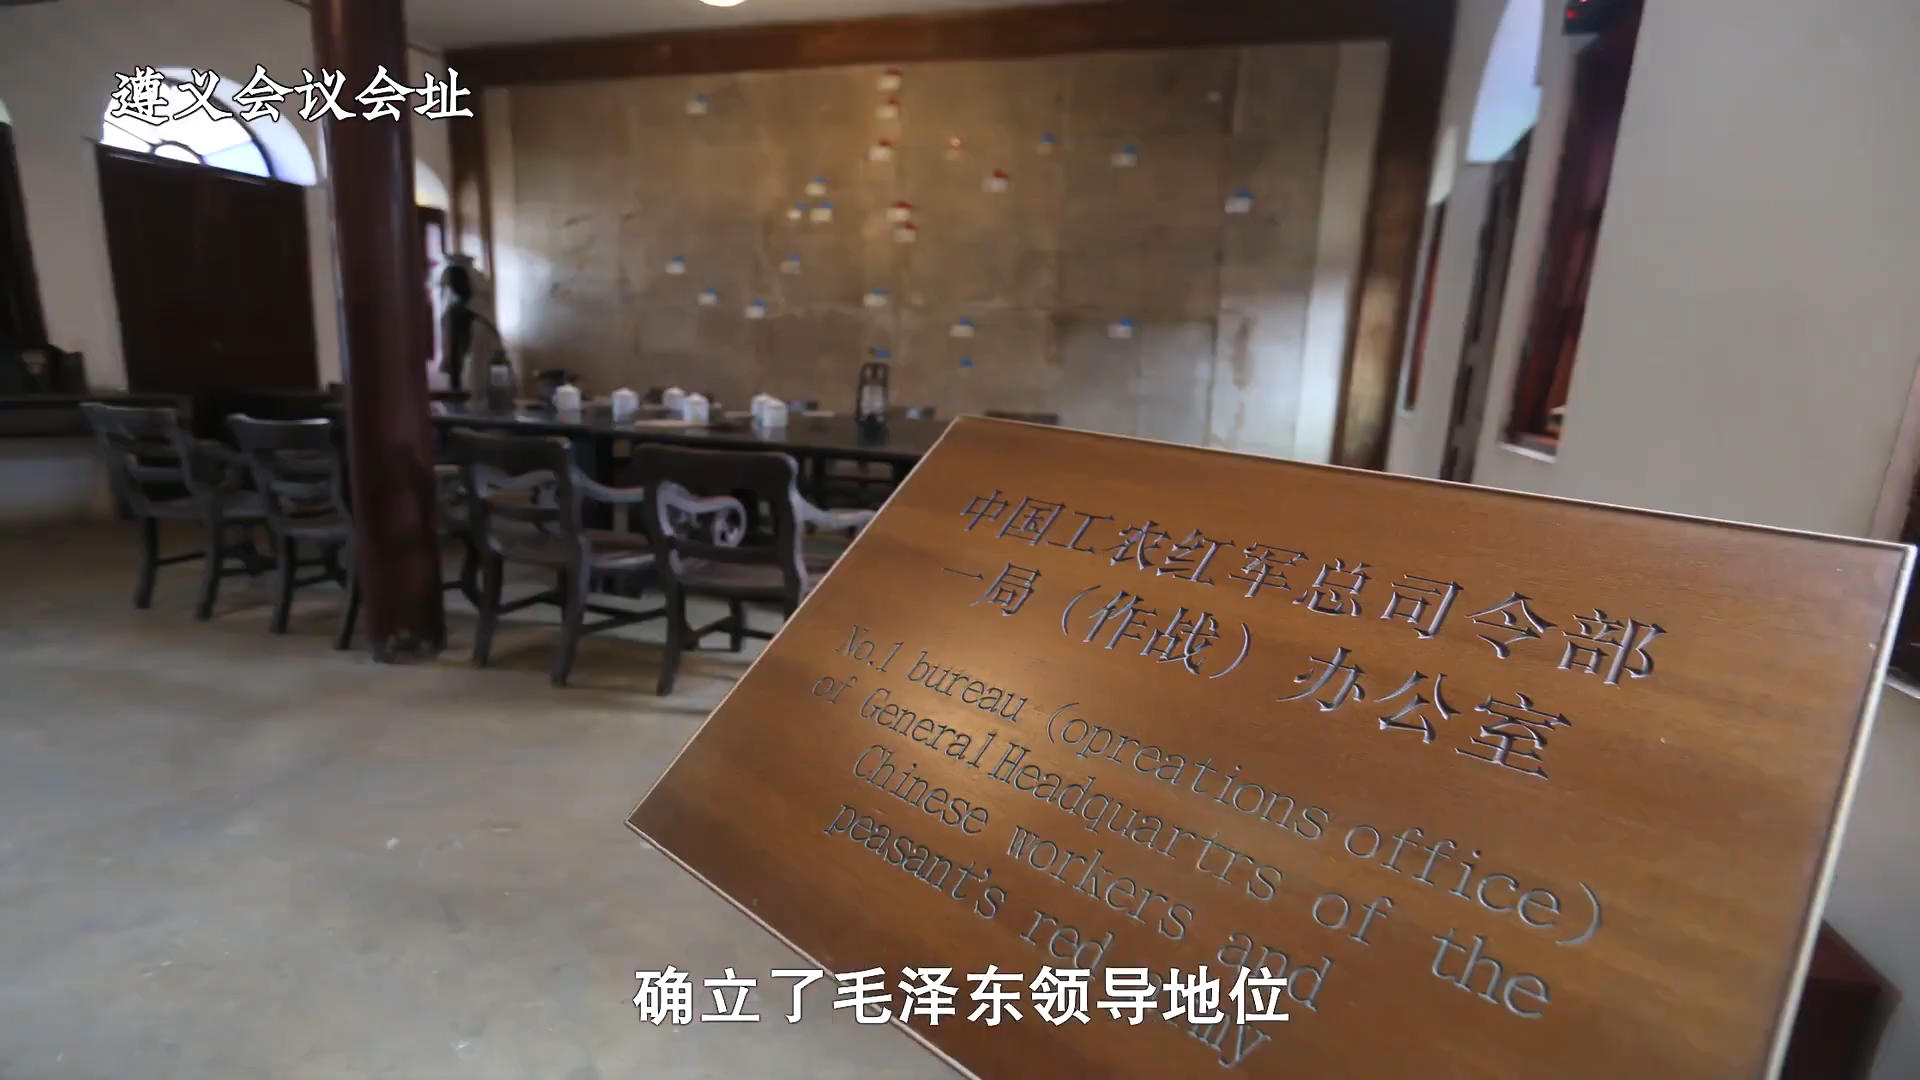 遵义会议会址
中国工农红军总司令部
一局（作战）办公室
No.1 bureau (opreations office)
of General Headquartrs of the
Chinese workers and
peasant's red army
确立了毛泽东领导地位